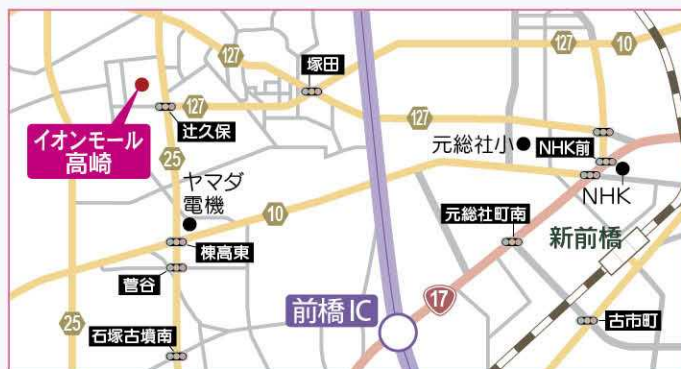 127
127
10
塚田
127
127
辻久保
イオンモール
高崎
元総社小
NHK前
25
ヤマダ
電機
NHK
10
元総社町南
新前橋
棟高東
菅谷
17
前橋IC
25
古市町
石塚古墳南